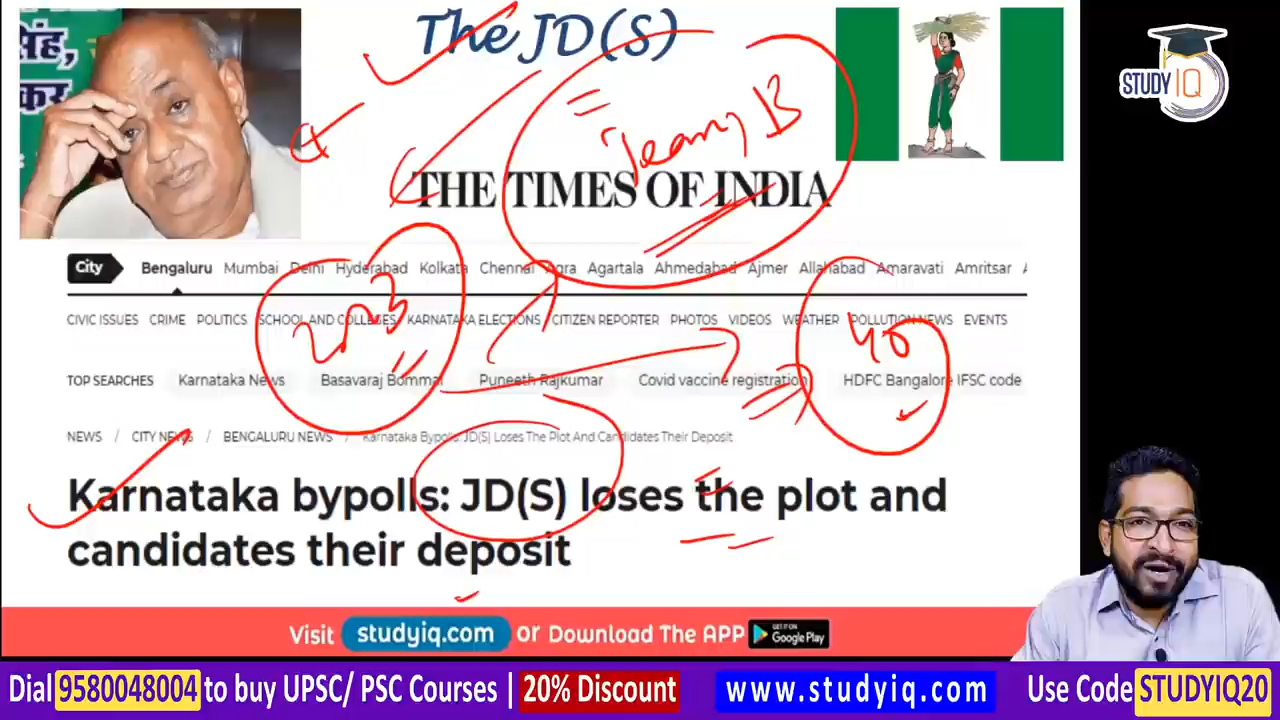 सिंह,
कर
The JD(S)
Team B
STUDY IQ
THE TIMES OF INDIA
City Bengaluru Mumbai Delhi Hyderabad Kolkata Chennai Agra Agartala Ahmedabad Ajmer Allahabad Amaravati Amritsar
CIVIC ISSUES CRIME POLITICS SCHOOL AND COLLEGES KARNATAKA ELECTIONS CITIZEN REPORTER PHOTOS VIDEOS WEATHER POLLUTION NEWS EVENTS
2023
40
TOP SEARCHES Karnataka News Basavaraj Bommai Puneeth Rajkumar Covid vaccine registration HDFC Bangalore IFSC code
NEWS / CITY NEWS / BENGALURU NEWS / Karnataka Bypolls: JD(S) Loses The Plot And Candidates Their Deposit
Karnataka bypolls: JD(S) loses the plot and
candidates their deposit
Visit studyiq.com or Download The APP GET IT ON Google Play
Dial 9580048004 to buy UPSC/ PSC Courses | 20% Discount www.studyiq.com Use Code STUDYIQ20